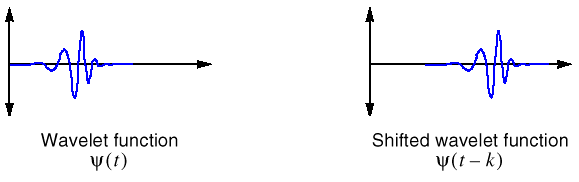 Wavelet function
ψ(t)
Shifted wavelet function
ψ(t – k)